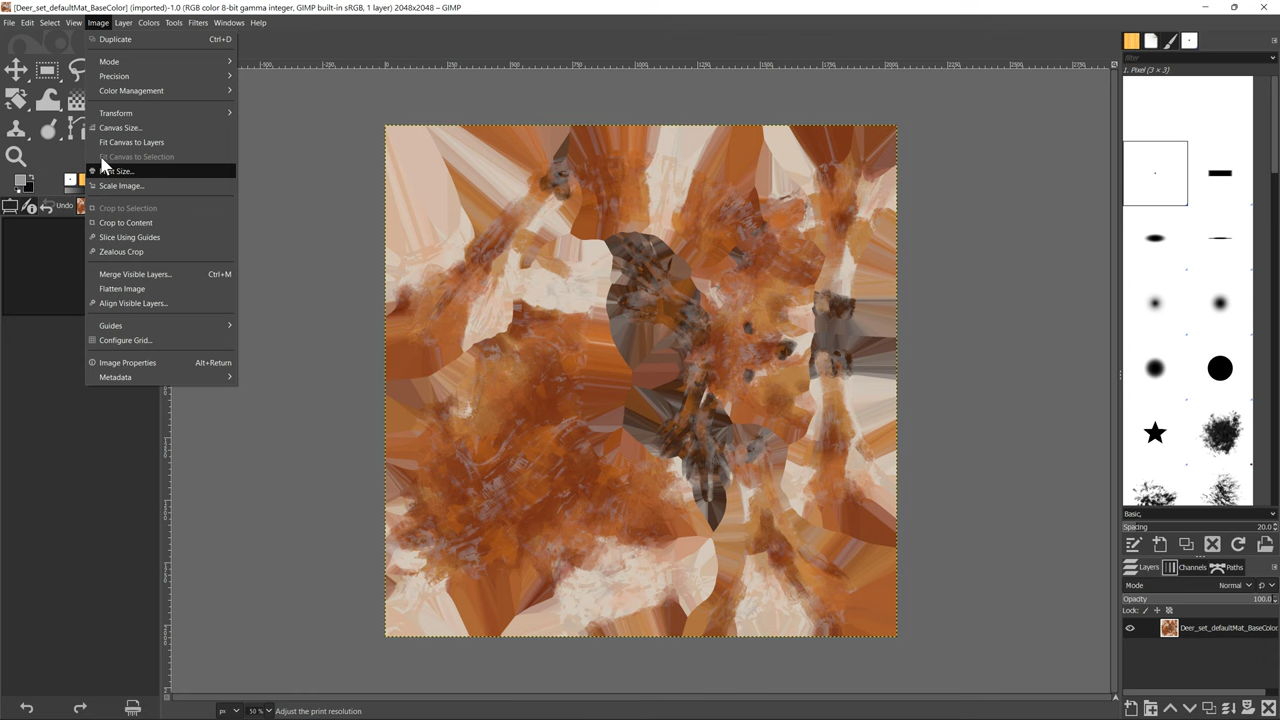 [Deer_set_defaultMat_BaseColor] (imported)-1.0 (RGB color 8-bit gamma integer, GIMP built-in sRGB, 1 layer) 2048x2048 – GIMP
File Edit Select View Image Layer Colors Tools Filters Windows Help
Duplicate Ctrl+D
Mode
Precision
Color Management
Transform
Canvas Size...
Fit Canvas to Layers
Fit Canvas to Selection
Size...
Scale Image...
Crop to Selection
Crop to Content
Slice Using Guides
Zealous Crop
Merge Visible Layers... Ctrl+M
Flatten Image
Align Visible Layers...
Guides
Configure Grid...
Image Properties Alt+Return
Metadata
Undo
filter
1. Pixel (3 × 3)
Basic,
Spacing 20.0
Layers Channels Paths
Mode Normal
Opacity 100.0
Lock:
Deer_set_defaultMat_BaseColor
px 50 % Adjust the print resolution